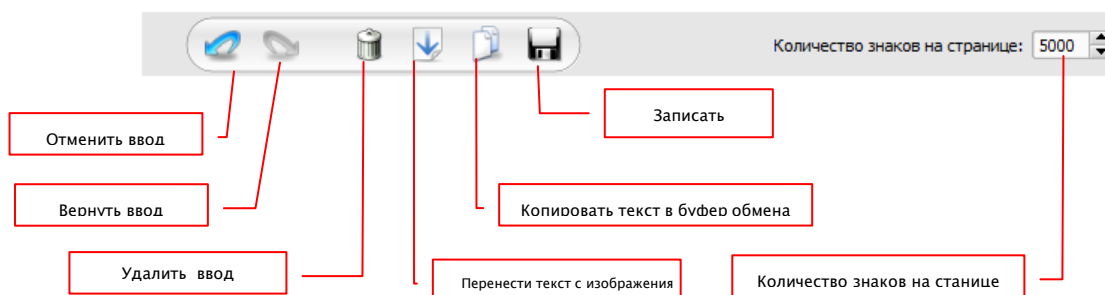 Количество знаков на странице: 5000
Записать
Отменить ввод
Вернуть ввод
Копировать текст в буфер обмена
Удалить ввод
Перенести текст с изображения
Количество знаков на станице